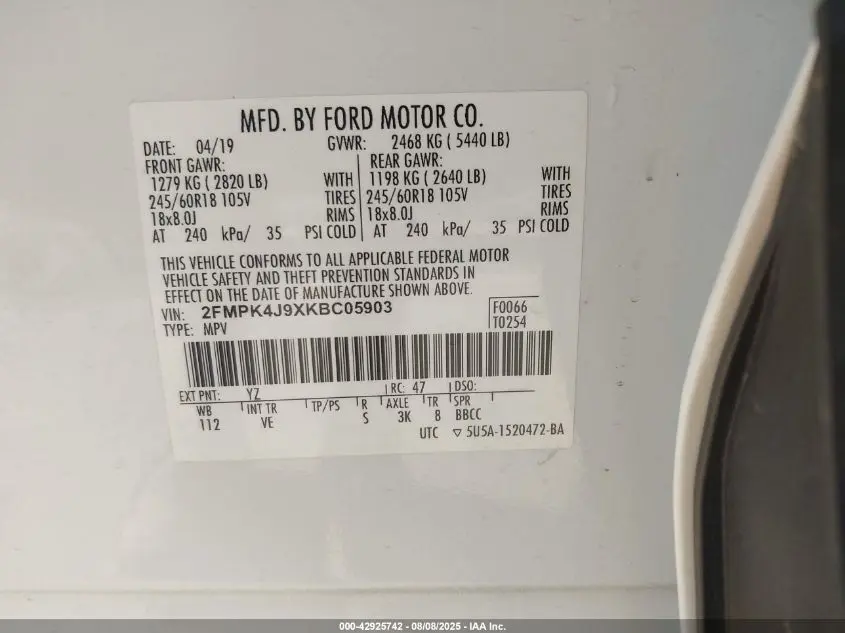 MFD. BY FORD MOTOR CO.
DATE: 04/19 GVWR: 2468 KG ( 5440 LB)
FRONT GAWR: REAR GAWR:
1279 KG ( 2820 LB) WITH 1198 KG ( 2640 LB) WITH
245/60R18 105V TIRES 245/60R18 105V TIRES
18x8.0J RIMS 18x8.0J RIMS
AT 240 kPa/ 35 PSI COLD AT 240 kPa/ 35 PSI COLD
THIS VEHICLE CONFORMS TO ALL APPLICABLE FEDERAL MOTOR
VEHICLE SAFETY AND THEFT PREVENTION STANDARDS IN
EFFECT ON THE DATE OF MANUFACTURE SHOWN ABOVE.
VIN: 2FMPK4J9XKBC05903 F0066
TYPE: MPV T0254
EXT PNT: YZ RC: 47 DSO:
WB INT TR TP/PS R AXLE TR SPR
112 VE S 3K 8 BBCC
UTC ▽ 5U5A-1520472-BA
000-42925742 - 08/08/2025 - IAA Inc.